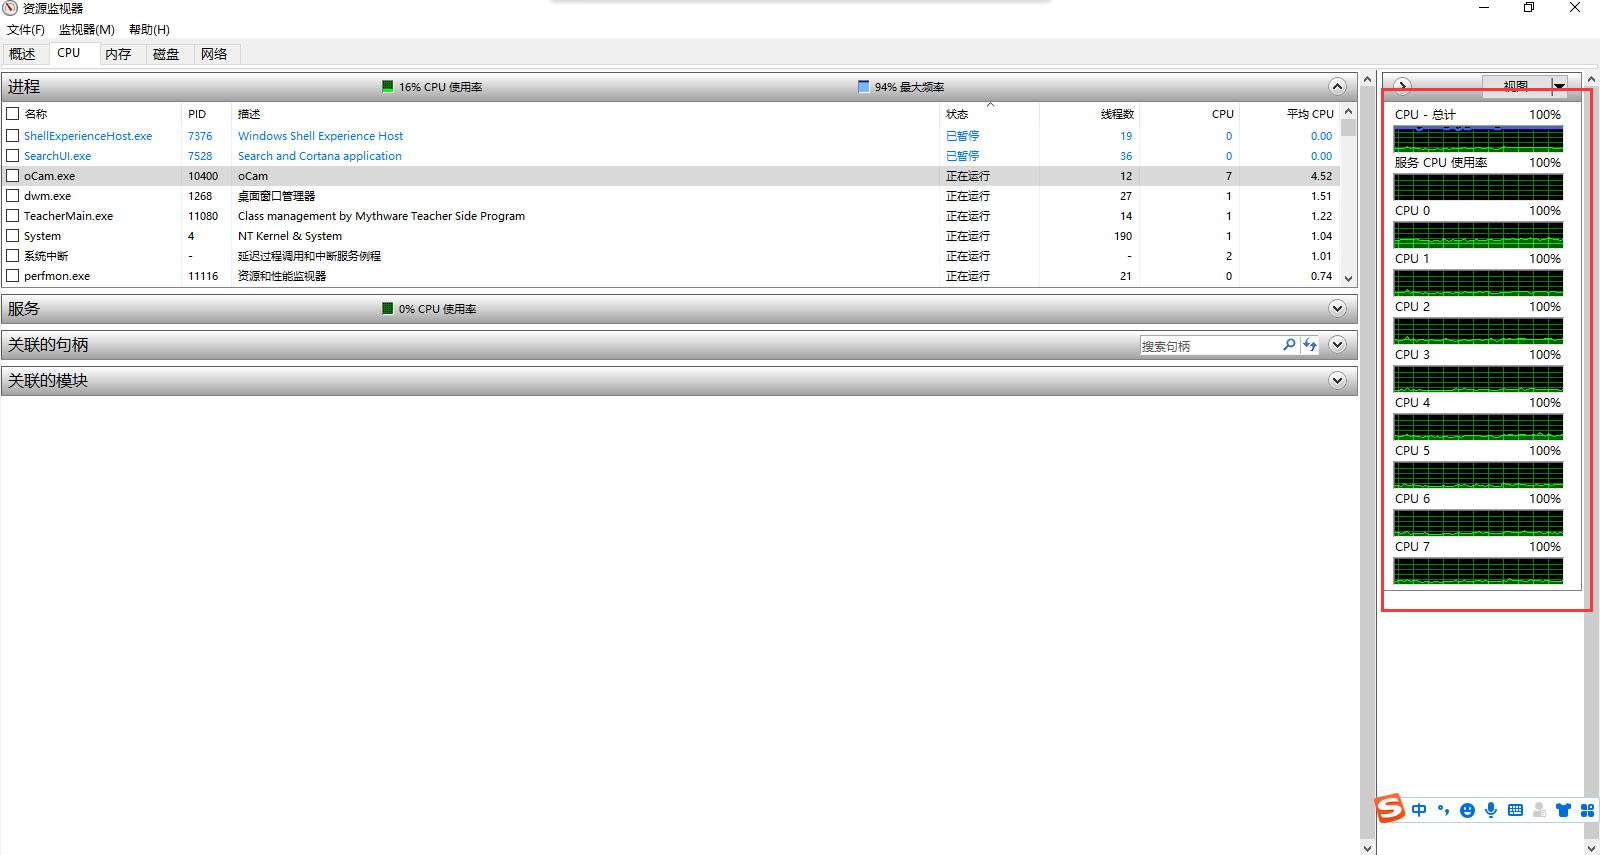 资源监视器
文件(F) 监视器(M) 帮助(H)
概述 CPU 内存 磁盘 网络
进程 16% CPU 使用率 94% 最大频率
名称 PID 描述 状态 线程数 CPU 平均 CPU
ShellExperienceHost.exe 7376 Windows Shell Experience Host 已暂停 19 0 0.00
SearchUI.exe 7528 Search and Cortana application 已暂停 36 0 0.00
oCam.exe 10400 oCam 正在运行 12 7 4.52
dwm.exe 1268 桌面窗口管理器 正在运行 27 1 1.51
TeacherMain.exe 11080 Class management by Mythware Teacher Side Program 正在运行 14 1 1.22
System 4 NT Kernel & System 正在运行 190 1 1.04
系统中断 - 延迟过程调用和中断服务例程 正在运行 - 2 1.01
perfmon.exe 11116 资源和性能监视器 正在运行 21 0 0.74
服务 0% CPU 使用率
关联的句柄 搜索句柄
关联的模块
视图
CPU - 总计 100%
服务 CPU 使用率 100%
CPU 0 100%
CPU 1 100%
CPU 2 100%
CPU 3 100%
CPU 4 100%
CPU 5 100%
CPU 6 100%
CPU 7 100%
S 中 °,